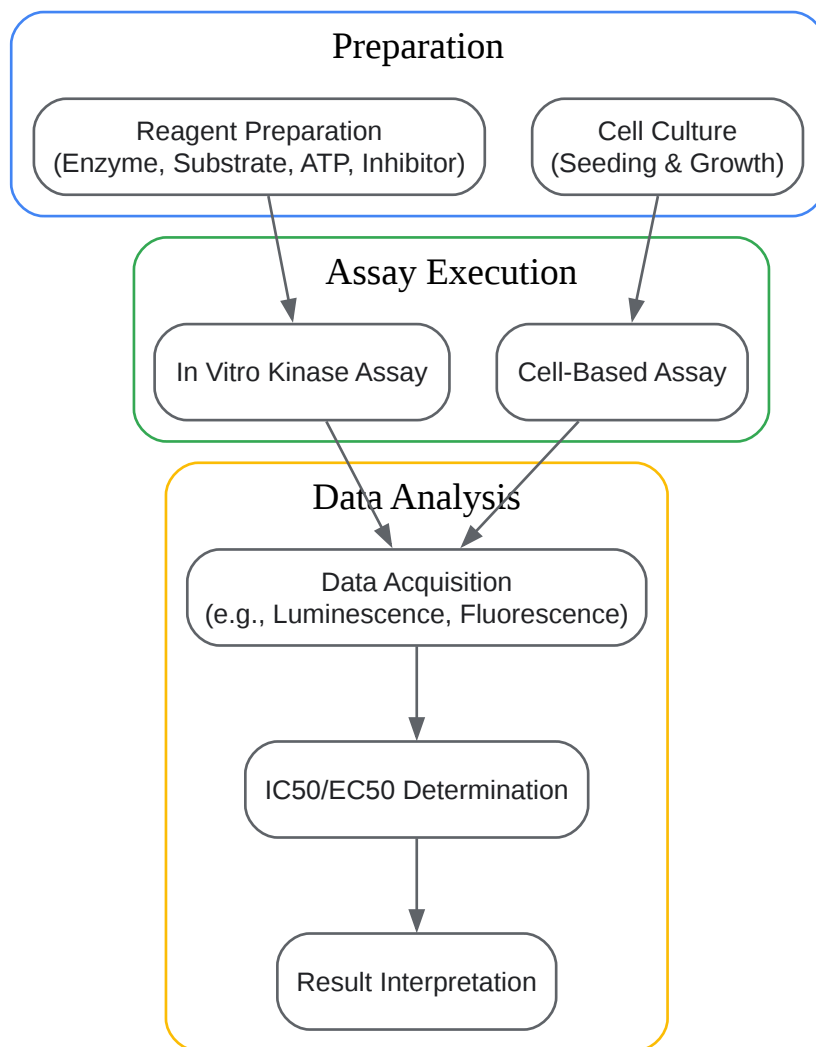 Preparation
Reagent Preparation
(Enzyme, Substrate, ATP, Inhibitor)
Cell Culture
(Seeding & Growth)
Assay Execution
In Vitro Kinase Assay
Cell-Based Assay
Data Analysis
Data Acquisition
(e.g., Luminescence, Fluorescence)
IC50/EC50 Determination
Result Interpretation